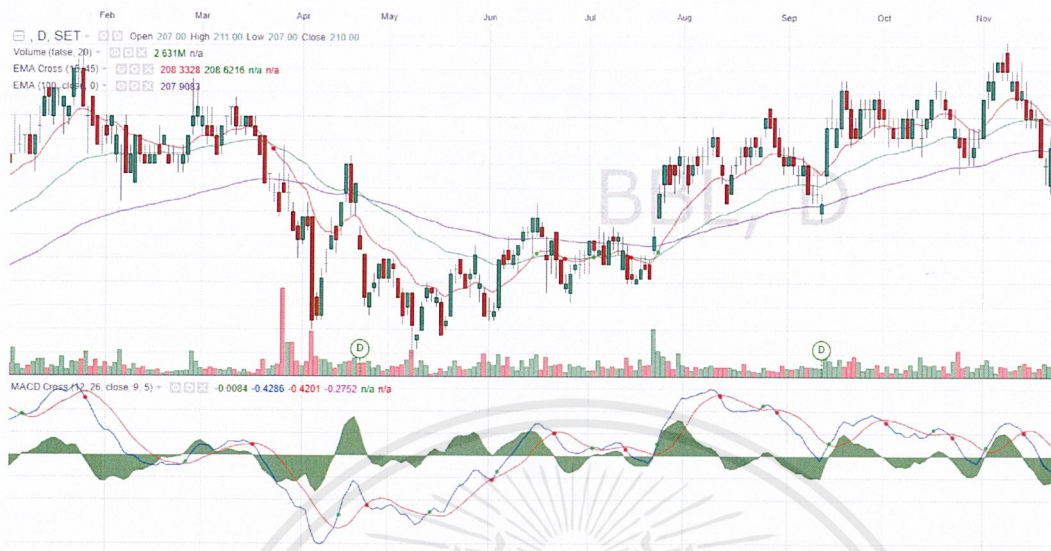 Feb Mar Apr May Jun Jul Aug Sep Oct Nov
, D, SET Open 207.00 High 211.00 Low 207.00 Close 210.00
Volume (false, 20) 2.631M n/a
EMA Cross (15, 45) 208.3328 208.6216 n/a n/a
EMA (100, close, 0) 207.9083
BBL, D
D
D
MACD Cross (12, 26, close, 9, 5) -0.0084 -0.4286 -0.4201 -0.2752 n/a n/a